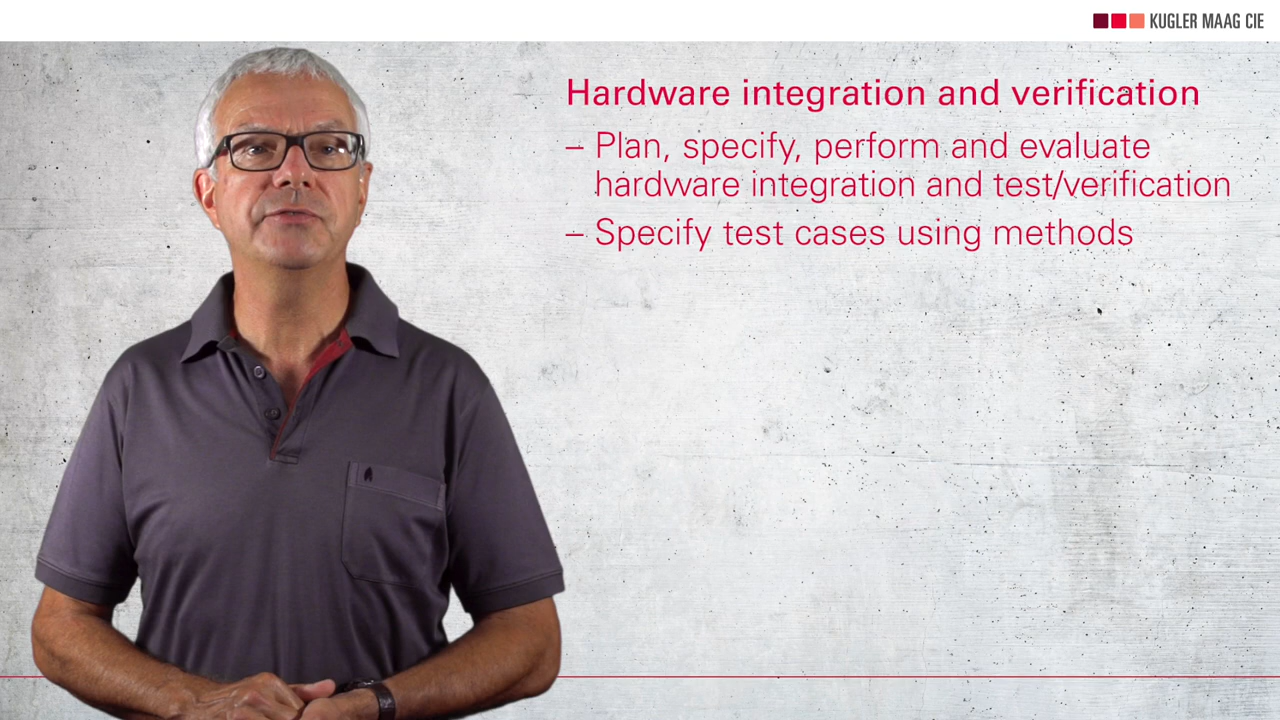 KUGLER MAAG CIE
Hardware integration and verification
– Plan, specify, perform and evaluate
hardware integration and test/verification
– Specify test cases using methods